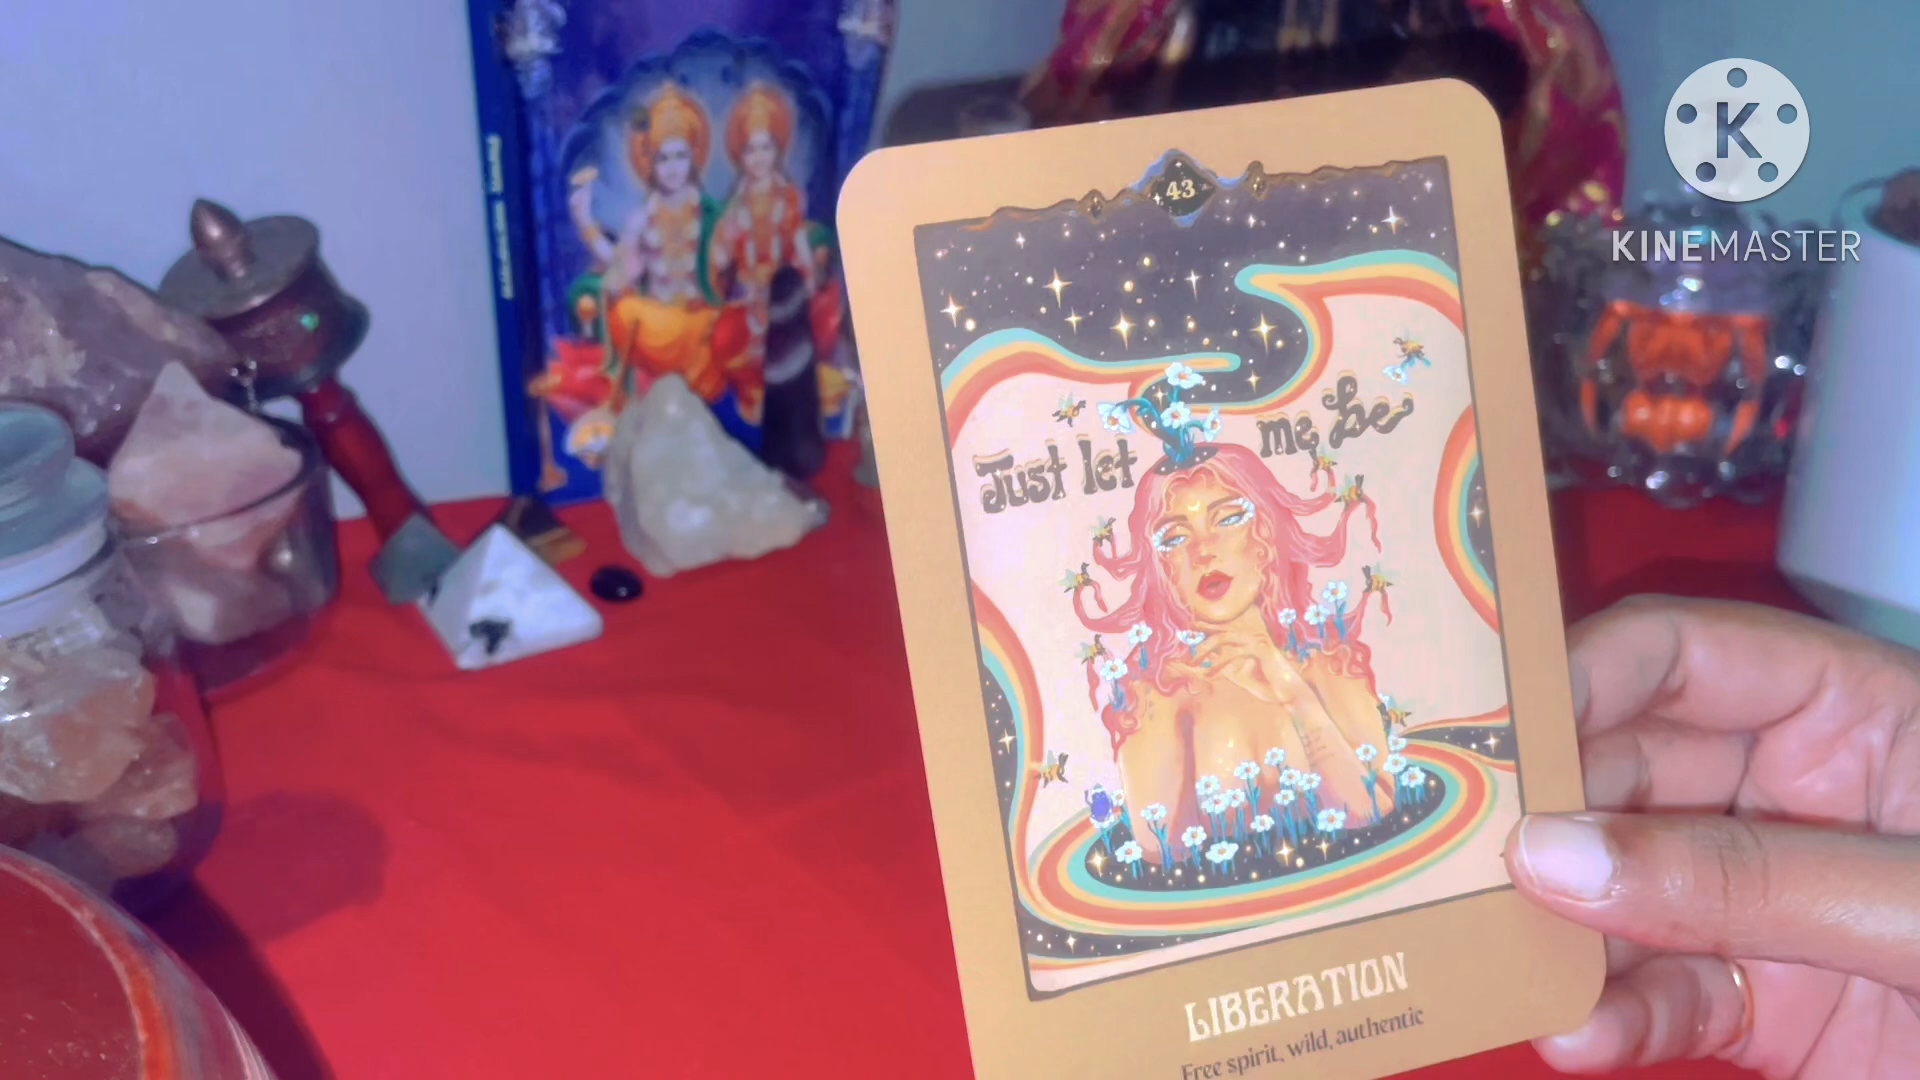 43
Just let me be
LIBERATION
Free spirit, wild, authentic
K
KINEMASTER